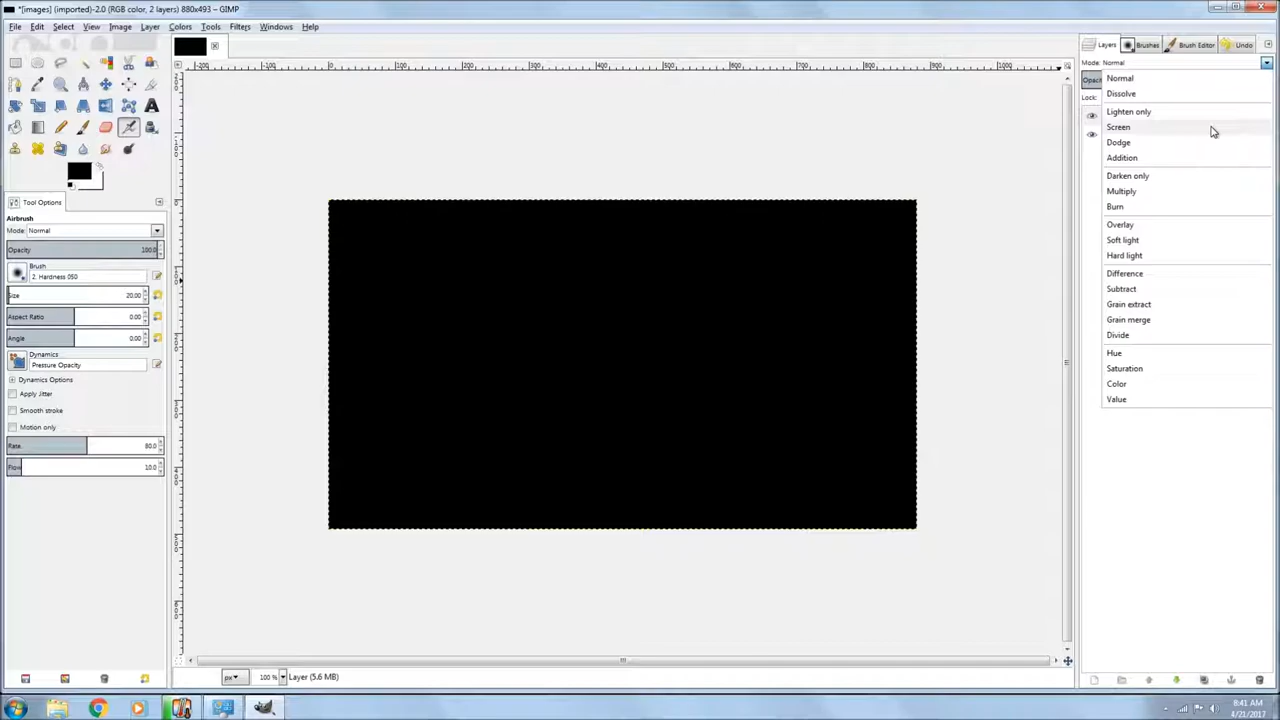 *[images] (imported)-2.0 (RGB color, 2 layers) 880x493 – GIMP
File Edit Select View Image Layer Colors Tools Filters Windows Help
Layers Brushes Brush Editor Undo
Mode: Normal
Opaci
Lock:
Normal
Dissolve
Lighten only
Screen
Dodge
Addition
Darken only
Multiply
Burn
Overlay
Soft light
Hard light
Difference
Subtract
Grain extract
Grain merge
Divide
Hue
Saturation
Color
Value
Tool Options
Airbrush
Mode: Normal
Opacity 100.0
Brush
2. Hardness 050
Size 20.00
Aspect Ratio 0.00
Angle 0.00
Dynamics
Pressure Opacity
Dynamics Options
Apply Jitter
Smooth stroke
Motion only
Rate 80.0
Flow 10.0
px 100 % Layer (5.6 MB)
8:41 AM
4/21/2017